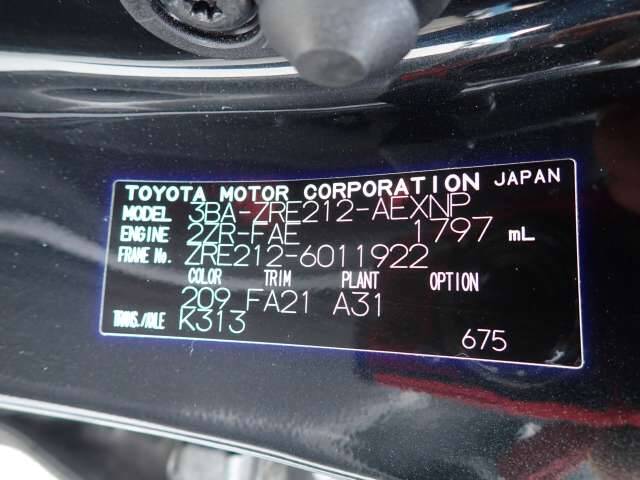 TOYOTA MOTOR CORPORATION JAPAN
MODEL 3BA-ZRE212-AEXNP
ENGINE 2ZR-FAE 1797 mL
FRAME No. ZRE212-6011922
COLOR TRIM PLANT OPTION
209 FA21 A31
TRANS./AXLE K313
675